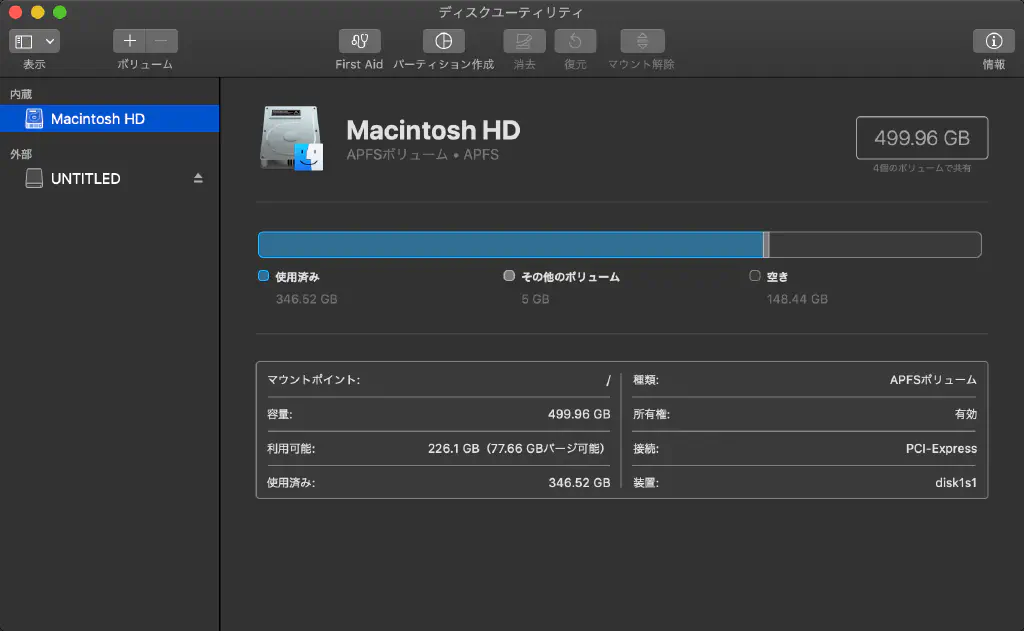 ディスクユーティリティ
表示
ボリューム
First Aid
パーティション作成
消去
復元
マウント解除
情報
内蔵
Macintosh HD
外部
UNTITLED
Macintosh HD
APFSボリューム • APFS
499.96 GB
4個のボリュームで共有
使用済み
346.52 GB
その他のボリューム
5 GB
空き
148.44 GB
マウントポイント: /
容量: 499.96 GB
利用可能: 226.1 GB（77.66 GBパージ可能）
使用済み: 346.52 GB
種類: APFSボリューム
所有権: 有効
接続: PCI-Express
装置: disk1s1